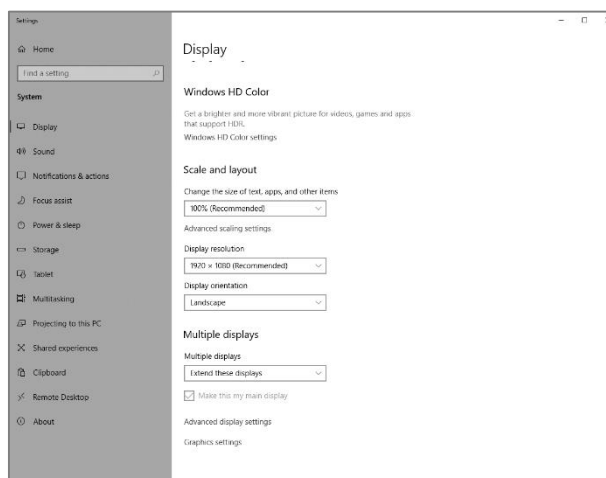 Settings
Home
Find a setting
System
Display
Sound
Notifications & actions
Focus assist
Power & sleep
Storage
Tablet
Multitasking
Projecting to this PC
Shared experiences
Clipboard
Remote Desktop
About
Display
Windows HD Color
Get a brighter and more vibrant picture for videos, games and apps
that support HDR.
Windows HD Color settings
Scale and layout
Change the size of text, apps, and other items
100% (Recommended)
Advanced scaling settings
Display resolution
1920 × 1080 (Recommended)
Display orientation
Landscape
Multiple displays
Multiple displays
Extend these displays
Make this my main display
Advanced display settings
Graphics settings